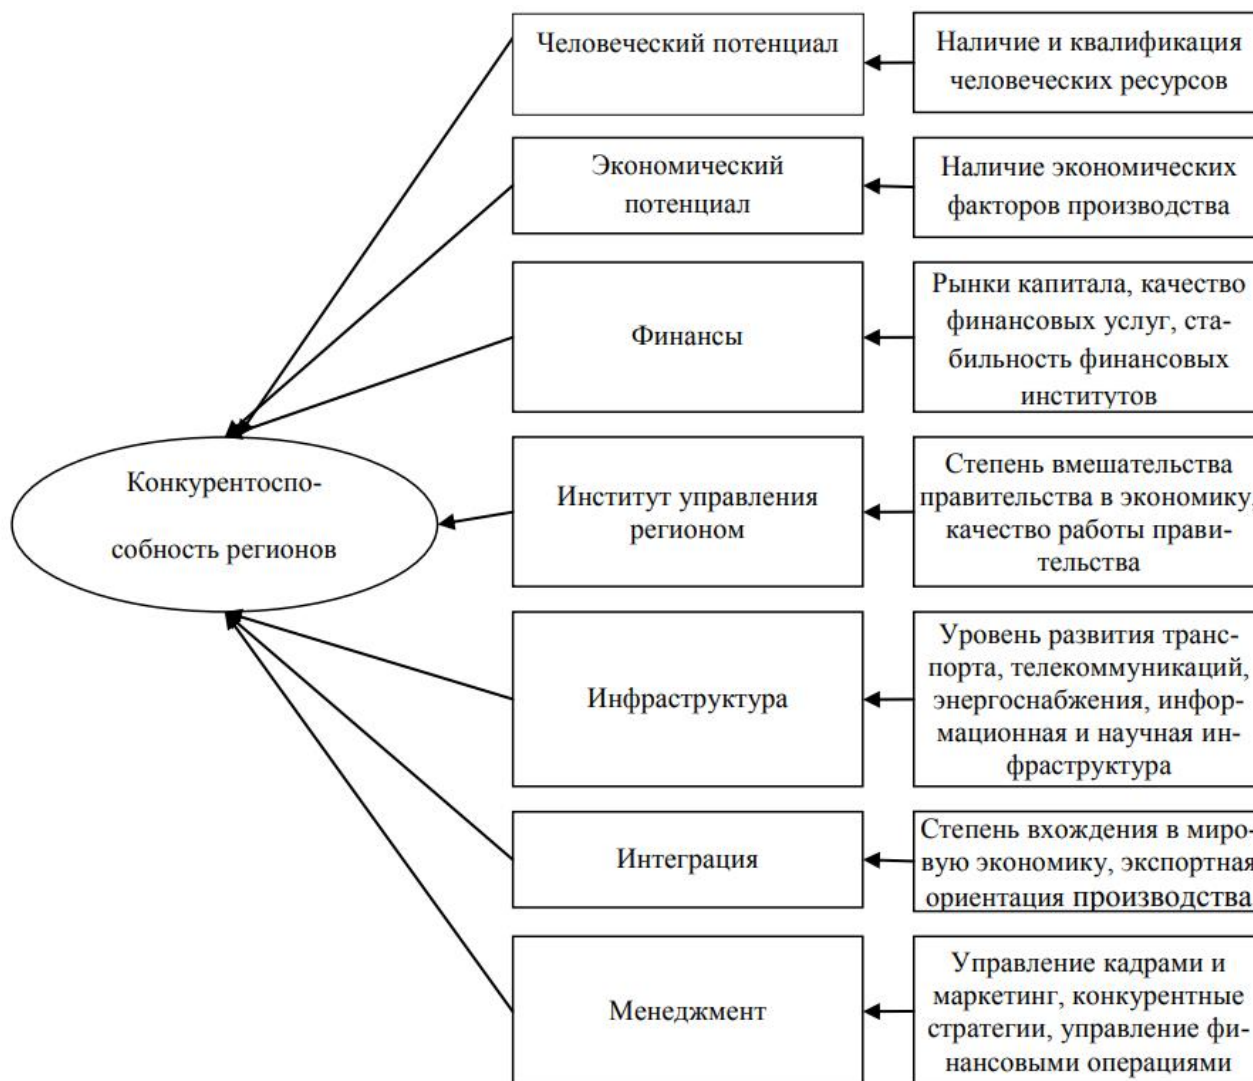 Человеческий потенциал
Наличие и квалификация
человеческих ресурсов
Экономический
потенциал
Наличие экономических
факторов производства
Финансы
Рынки капитала, качество
финансовых услуг, ста-
бильность финансовых
институтов
Конкурентоспо-
собность регионов
Институт управления
регионом
Степень вмешательства
правительства в экономику,
качество работы прави-
тельства
Инфраструктура
Уровень развития транс-
порта, телекоммуникаций,
энергоснабжения, инфор-
мационная и научная ин-
фраструктура
Интеграция
Степень вхождения в миро-
вую экономику, экспортная
ориентация производства
Менеджмент
Управление кадрами и
маркетинг, конкурентные
стратегии, управление фи-
нансовыми операциями